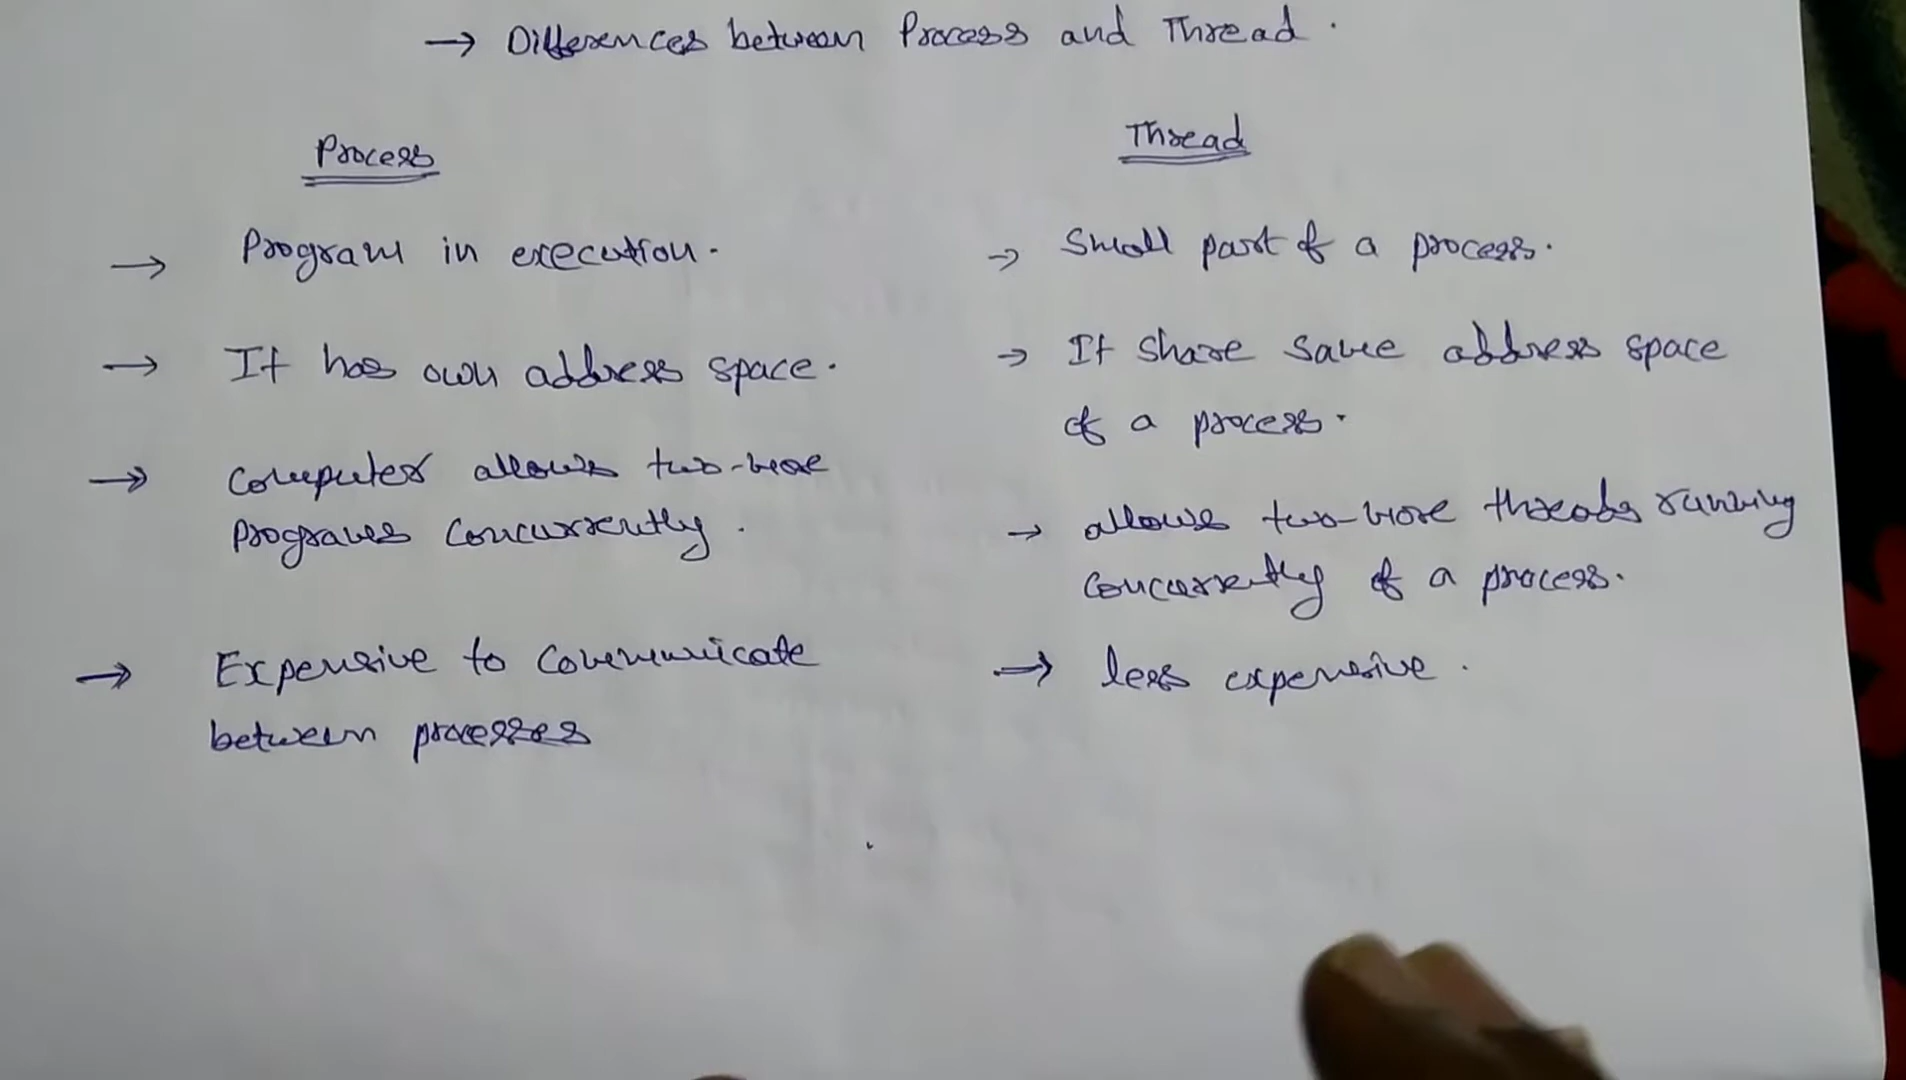 → Differences between Process and Thread.
Process
→ Program in execution.
→ It has own address space.
→ Computer allows two-more
programes concurrently.
→ Expensive to communicate
between processes
Thread
→ Small part of a process.
→ It share same address space
of a process.
→ allows two-more threads running
concurrently of a process.
→ less expensive.